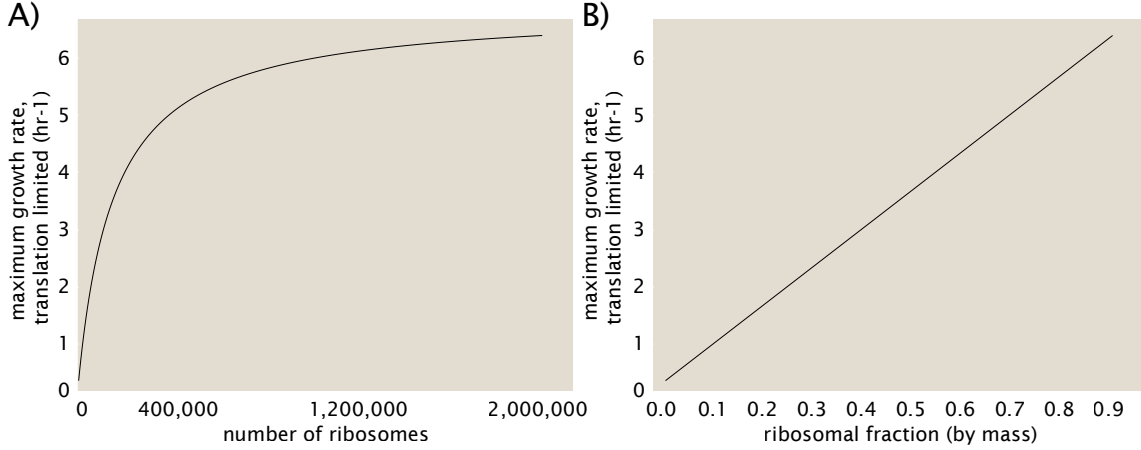 A)
maximum growth rate,
translation limited (hr-1)
6
5
4
3
2
1
0
0 400,000 1,200,000 2,000,000
number of ribosomes
B)
maximum growth rate,
translation limited (hr-1)
6
5
4
3
2
1
0
0.0 0.1 0.2 0.3 0.4 0.5 0.6 0.7 0.8 0.9
ribosomal fraction (by mass)